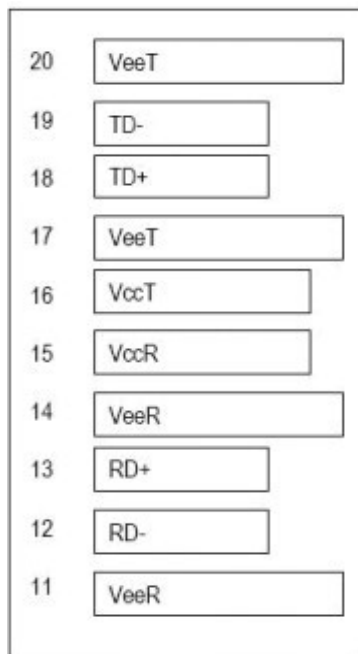 20 VeeT
19 TD-
18 TD+
17 VeeT
16 VccT
15 VccR
14 VeeR
13 RD+
12 RD-
11 VeeR